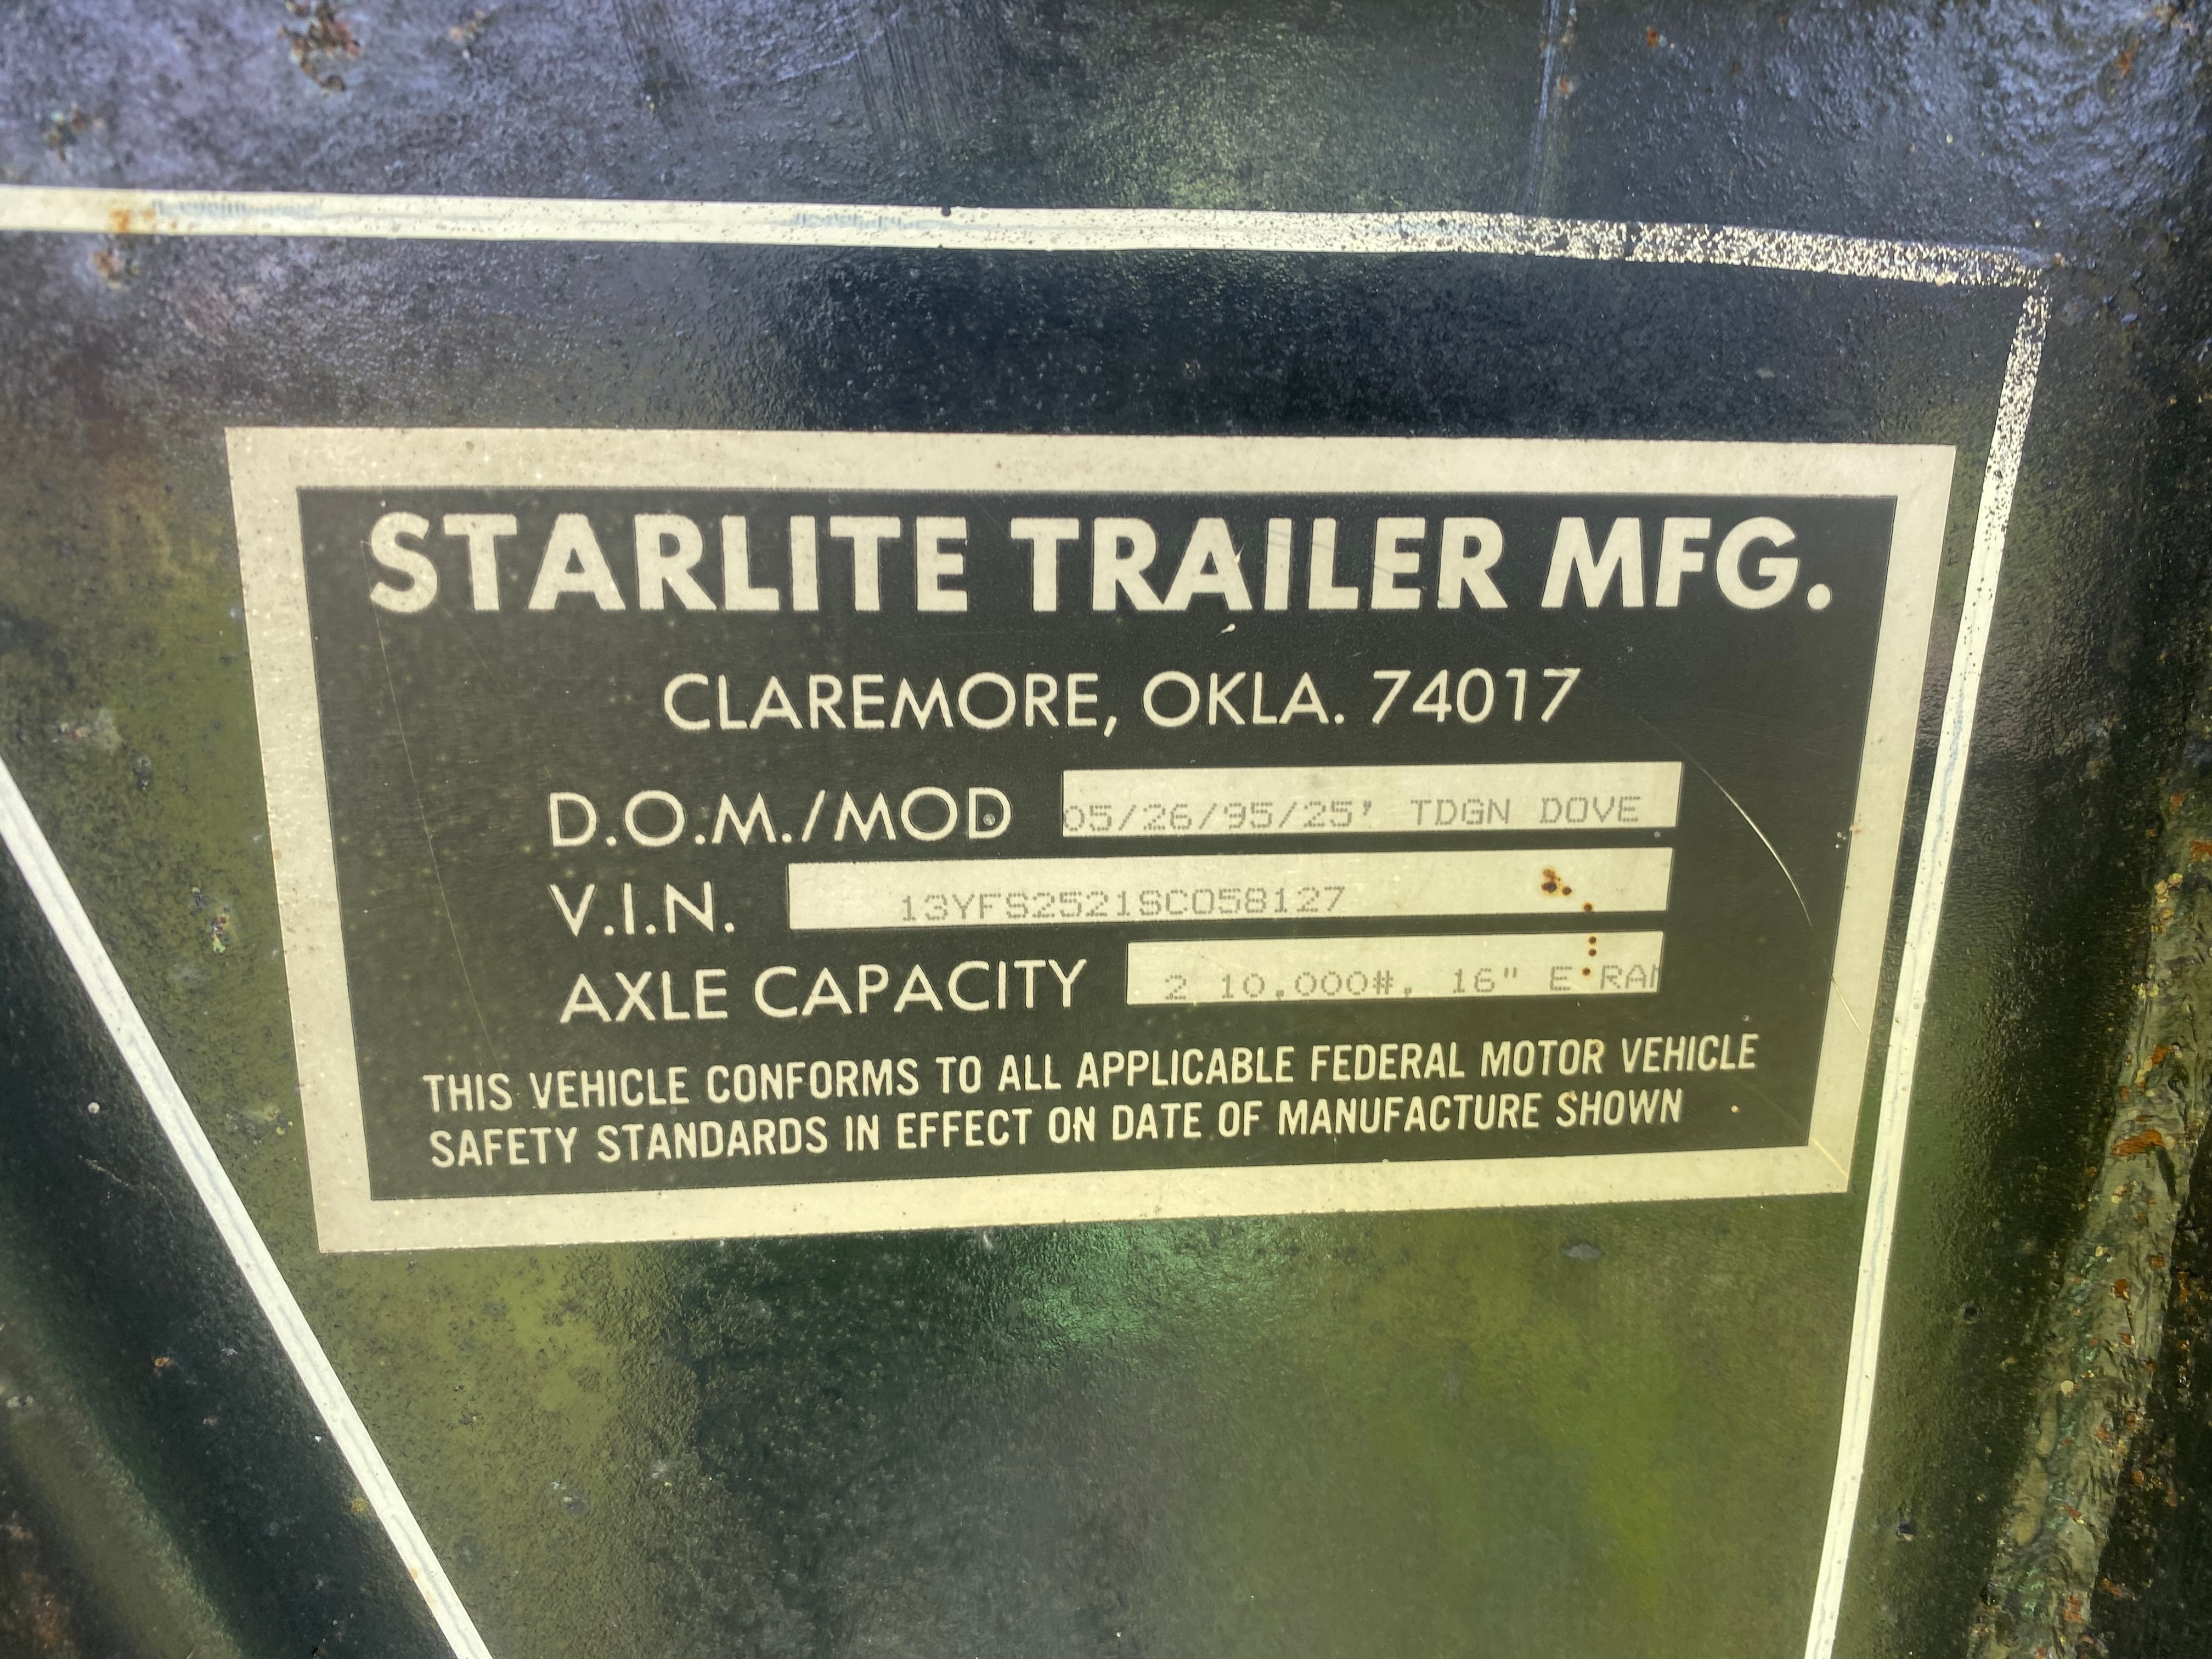 STARLITE TRAILER MFG.
CLAREMORE, OKLA. 74017
D.O.M./MOD 05/26/95/25' TDGN DOVE
V.I.N. 13YFS2521SC058127
AXLE CAPACITY 2 10,000#, 16" E RAN
THIS VEHICLE CONFORMS TO ALL APPLICABLE FEDERAL MOTOR VEHICLE
SAFETY STANDARDS IN EFFECT ON DATE OF MANUFACTURE SHOWN